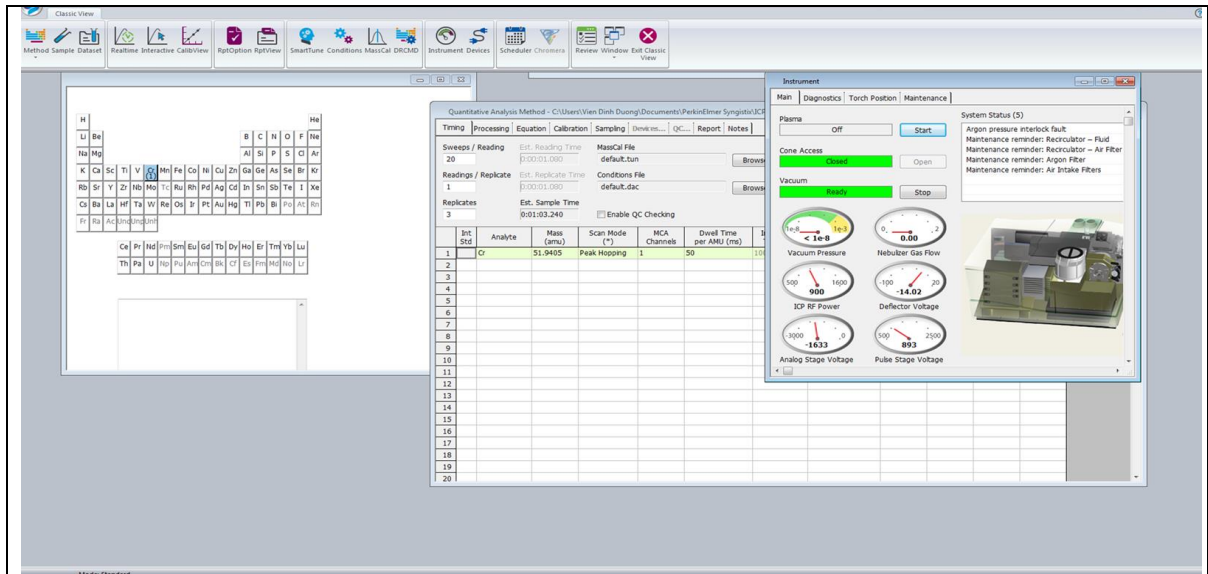 Classic View
Method Sample Dataset Realtime Interactive CalibView RptOption RptView SmartTune Conditions MassCal DRCMD Instrument Devices Scheduler Chromera Review Window Exit Classic View
H He
Li Be B C N O F Ne
Na Mg Al Si P S Cl Ar
K Ca Sc Ti V Cr Mn Fe Co Ni Cu Zn Ga Ge As Se Br Kr
(1)
Rb Sr Y Zr Nb Mo Tc Ru Rh Pd Ag Cd In Sn Sb Te I Xe
Cs Ba La Hf Ta W Re Os Ir Pt Au Hg Tl Pb Bi Po At Rn
Fr Ra Ac Unq Unp Unh
Ce Pr Nd Pm Sm Eu Gd Tb Dy Ho Er Tm Yb Lu
Th Pa U Np Pu Am Cm Bk Cf Es Fm Md No Lr
Quantitative Analysis Method - C:\Users\Vien Dinh Duong\Documents\PerkinElmer Syngistix\ICP
Timing Processing Equation Calibration Sampling Devices... QC... Report Notes
Sweeps / Reading Est. Reading Time MassCal File
20 0:00:01.080 default.tun Brows
Readings / Replicate Est. Replicate Time Conditions File
1 0:00:01.080 default.dac Brows
Replicates Est. Sample Time
3 0:01:03.240 Enable QC Checking
Int Std Analyte Mass (amu) Scan Mode (*) MCA Channels Dwell Time per AMU (ms)
1 Cr 51.9405 Peak Hopping 1 50
2
3
4
5
6
7
8
9
10
11
12
13
14
15
16
17
18
19
20
Instrument
Main Diagnostics Torch Position Maintenance
Plasma
Off Start
Cone Access
Closed Open
Vacuum
Ready Stop
1e-8 1e-3
< 1e-8
Vacuum Pressure
0 2
0.00
Nebulizer Gas Flow
500 1600
900
ICP RF Power
-100 20
-14.02
Deflector Voltage
-3000 0
-1633
Analog Stage Voltage
500 2500
893
Pulse Stage Voltage
System Status (5)
Argon pressure interlock fault
Maintenance reminder: Recirculator – Fluid
Maintenance reminder: Recirculator – Air Filter
Maintenance reminder: Argon Filter
Maintenance reminder: Air Intake Filters